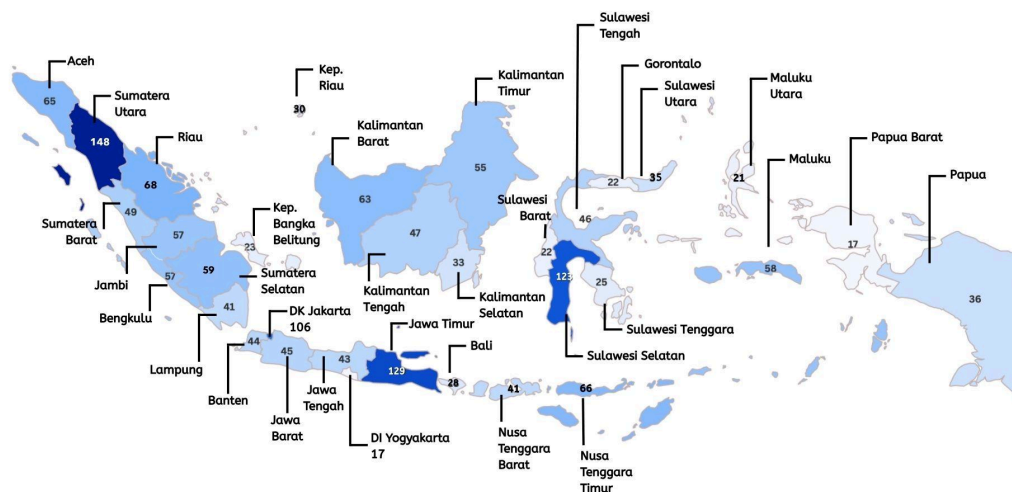 Aceh
65
Sumatera
Utara
148
Riau
68
Kep.
Riau
30
Sumatera
Barat
49
Jambi
57
Bengkulu
57
Kep.
Bangka
Belitung
23
Sumatera
Selatan
59
Lampung
41
Banten
44
DK Jakarta
106
Jawa
Barat
45
Jawa
Tengah
43
DI Yogyakarta
17
Jawa Timur
129
Bali
28
Nusa
Tenggara
Barat
41
Nusa
Tenggara
Timur
66
Kalimantan
Barat
63
Kalimantan
Tengah
47
Kalimantan
Selatan
33
Kalimantan
Timur
55
Sulawesi
Barat
22
Sulawesi
Tengah
46
Gorontalo
22
Sulawesi
Utara
35
Sulawesi Selatan
123
Sulawesi Tenggara
25
Maluku
Utara
21
Maluku
58
Papua Barat
17
Papua
36